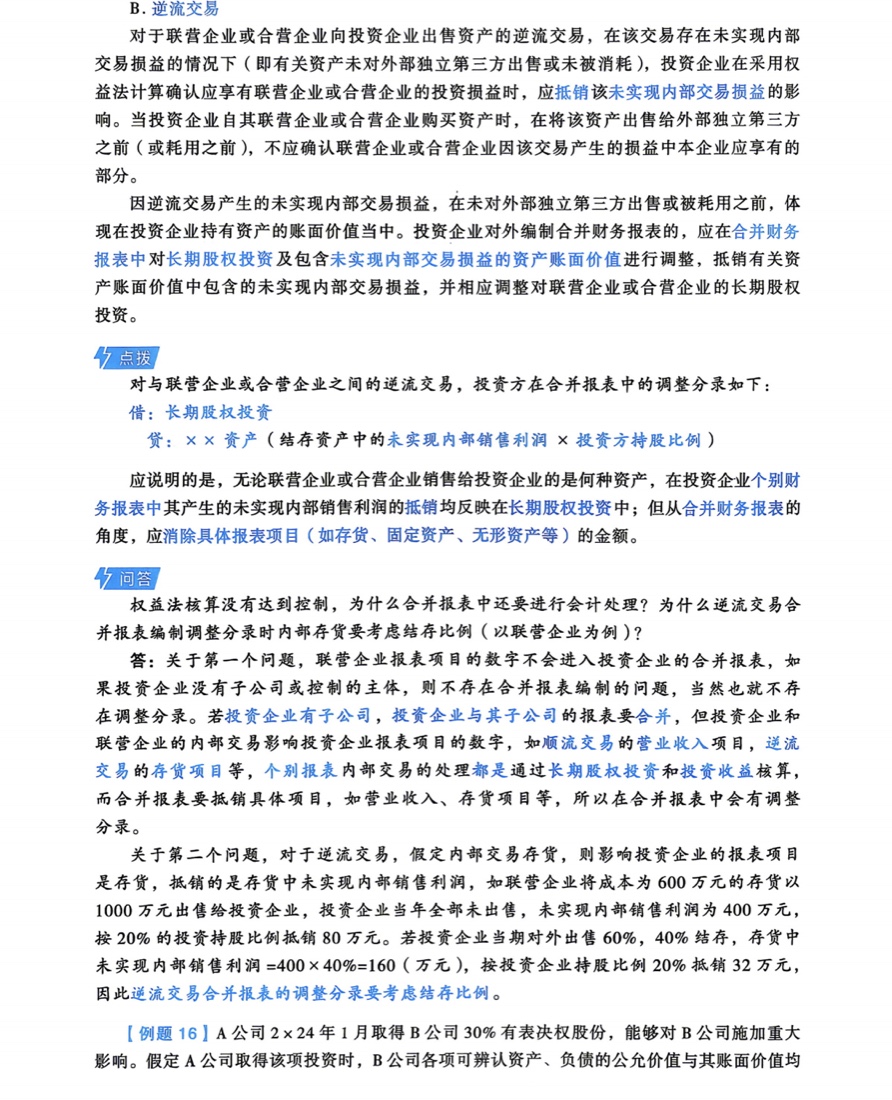 B. 逆流交易
对于联营企业或合营企业向投资企业出售资产的逆流交易，在该交易存在未实现内部
交易损益的情况下（即有关资产未对外部独立第三方出售或未被消耗），投资企业在采用权
益法计算确认应享有联营企业或合营企业的投资损益时，应抵销该未实现内部交易损益的影
响。当投资企业自其联营企业或合营企业购买资产时，在将该资产出售给外部独立第三方
之前（或耗用之前），不应确认联营企业或合营企业因该交易产生的损益中本企业应享有的
部分。
因逆流交易产生的未实现内部交易损益，在未对外部独立第三方出售或被耗用之前，体
现在投资企业持有资产的账面价值当中。投资企业对外编制合并财务报表的，应在合并财务
报表中对长期股权投资及包含未实现内部交易损益的资产账面价值进行调整，抵销有关资
产账面价值中包含的未实现内部交易损益，并相应调整对联营企业或合营企业的长期股权
投资。
点拨
对与联营企业或合营企业之间的逆流交易，投资方在合并报表中的调整分录如下：
借：长期股权投资
贷：×× 资产（结存资产中的未实现内部销售利润 × 投资方持股比例）
应说明的是，无论联营企业或合营企业销售给投资企业的是何种资产，在投资企业个别财
务报表中其产生的未实现内部销售利润的抵销均反映在长期股权投资中；但从合并财务报表的
角度，应消除具体报表项目（如存货、固定资产、无形资产等）的金额。
问答
权益法核算没有达到控制，为什么合并报表中还要进行会计处理？为什么逆流交易合
并报表编制调整分录时内部存货要考虑结存比例（以联营企业为例）？
答：关于第一个问题，联营企业报表项目的数字不会进入投资企业的合并报表，如
果投资企业没有子公司或控制的主体，则不存在合并报表编制的问题，当然也就不存
在调整分录。若投资企业有子公司，投资企业与其子公司的报表要合并，但投资企业和
联营企业的内部交易影响投资企业报表项目的数字，如顺流交易的营业收入项目，逆流
交易的存货项目等，个别报表内部交易的处理都是通过长期股权投资和投资收益核算，
而合并报表要抵销具体项目，如营业收入、存货项目等，所以在合并报表中会有调整
分录。
关于第二个问题，对于逆流交易，假定内部交易存货，则影响投资企业的报表项目
是存货，抵销的是存货中未实现内部销售利润，如联营企业将成本为 600 万元的存货以
1000 万元出售给投资企业，投资企业当年全部未出售，未实现内部销售利润为 400 万元，
按 20% 的投资持股比例抵销 80 万元。若投资企业当期对外出售 60%，40% 结存，存货中
未实现内部销售利润 =400×40%=160（万元），按投资企业持股比例 20% 抵销 32 万元，
因此逆流交易合并报表的调整分录要考虑结存比例。
【例题 16】A 公司 2×24 年 1 月取得 B 公司 30% 有表决权股份，能够对 B 公司施加重大
影响。假定 A 公司取得该项投资时，B 公司各项可辨认资产、负债的公允价值与其账面价值均